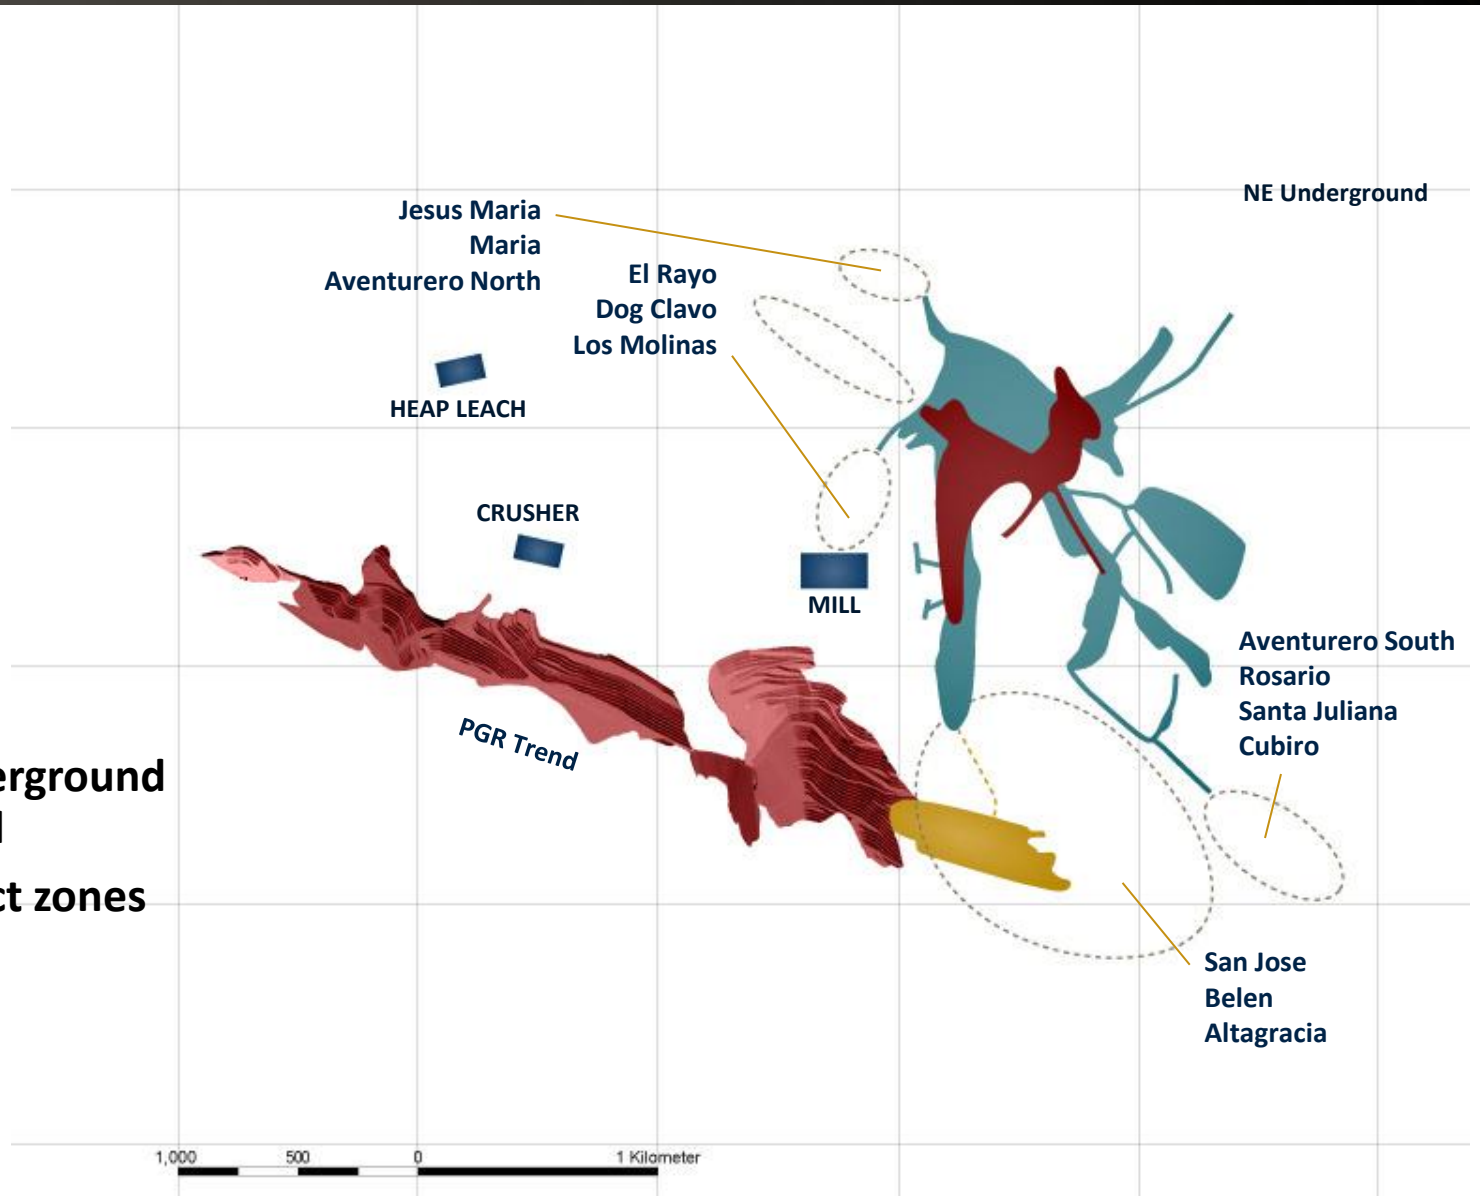 NE Underground
Jesus Maria
Maria
Aventurero North
El Rayo
Dog Clavo
Los Molinas
HEAP LEACH
CRUSHER
MILL
Aventurero South
Rosario
Santa Juliana
Cubiro
PGR Trend
erground
ct zones
San Jose
Belen
Altagracia
1,000 500 0 1 Kilometer